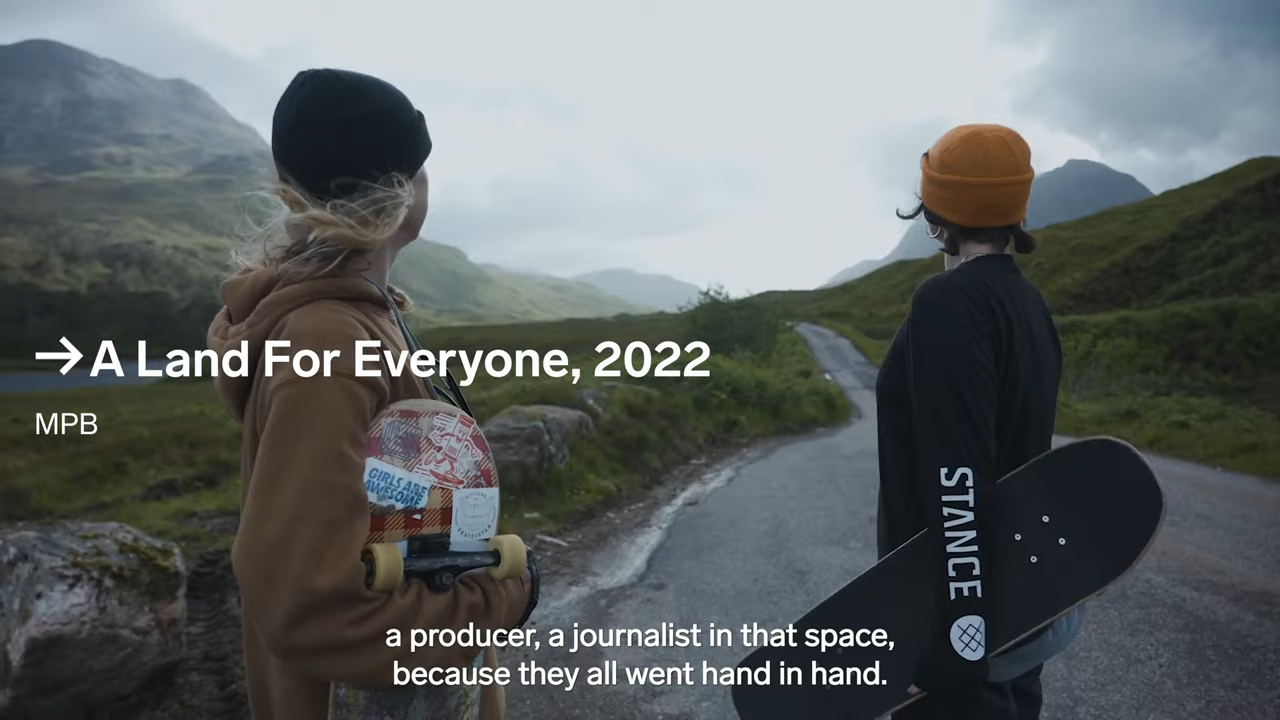 →A Land For Everyone, 2022
MPB
GIRLS ARE
AWESOME
STANCE
a producer, a journalist in that space,
because they all went hand in hand.